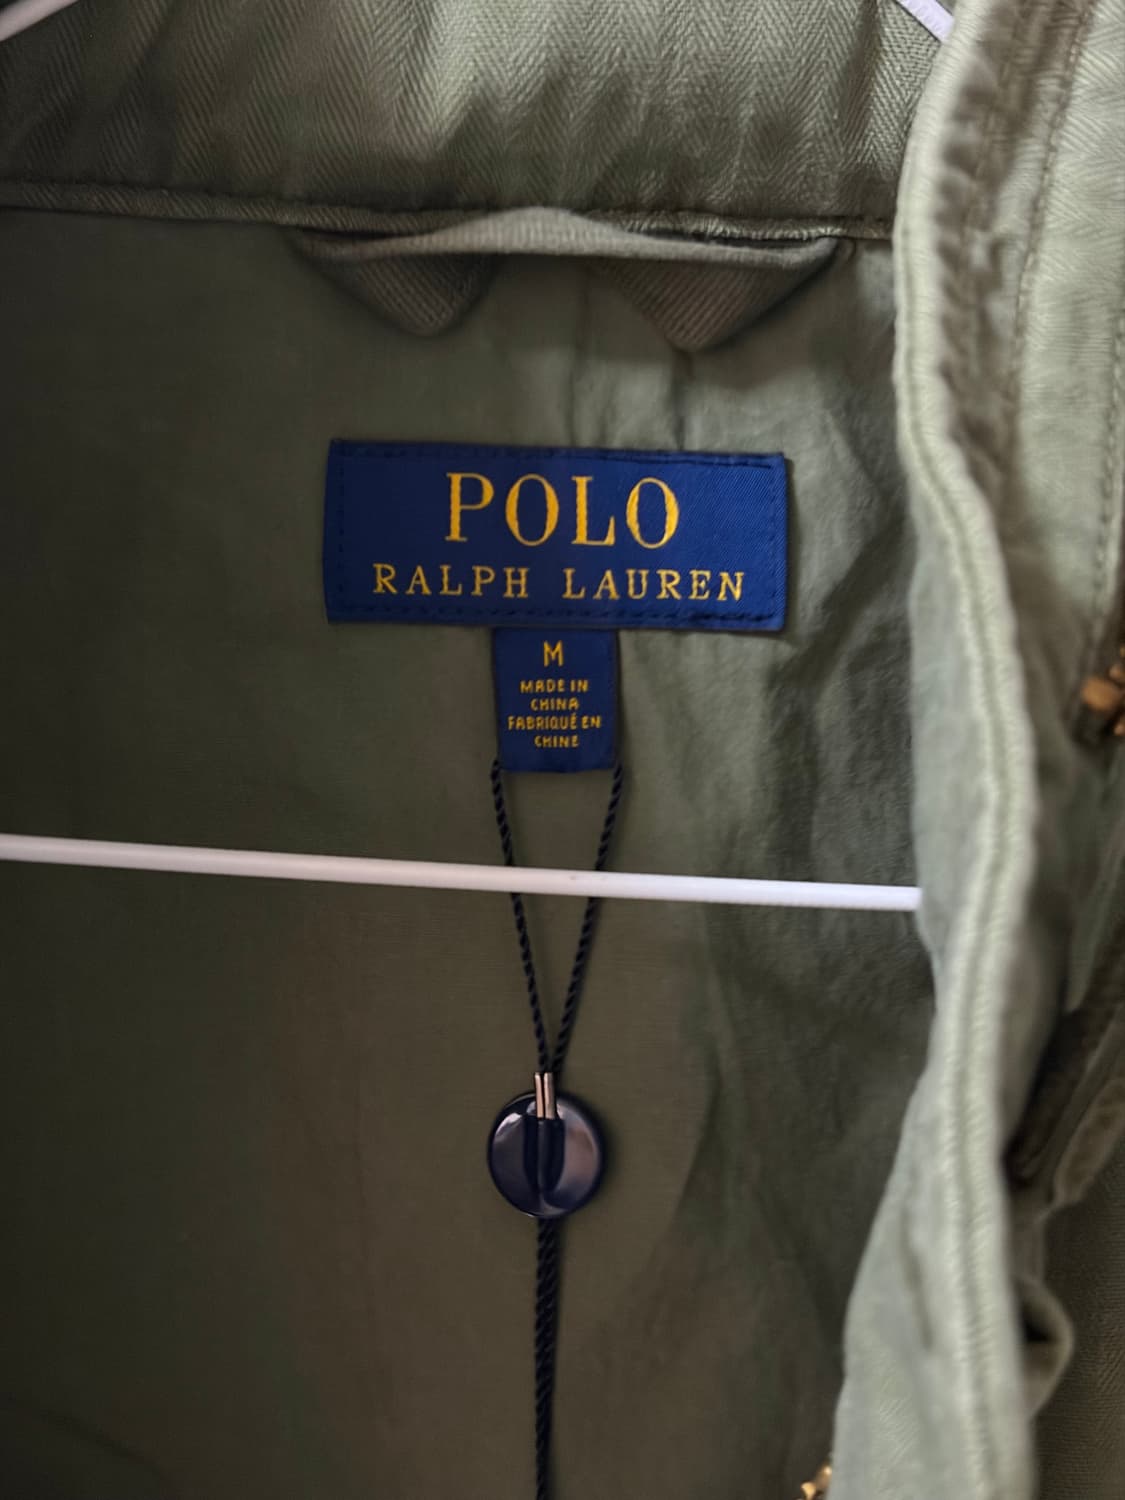 POLO
RALPH LAUREN
M
MADE IN
CHINA
FABRIQUÉ EN
CHINE